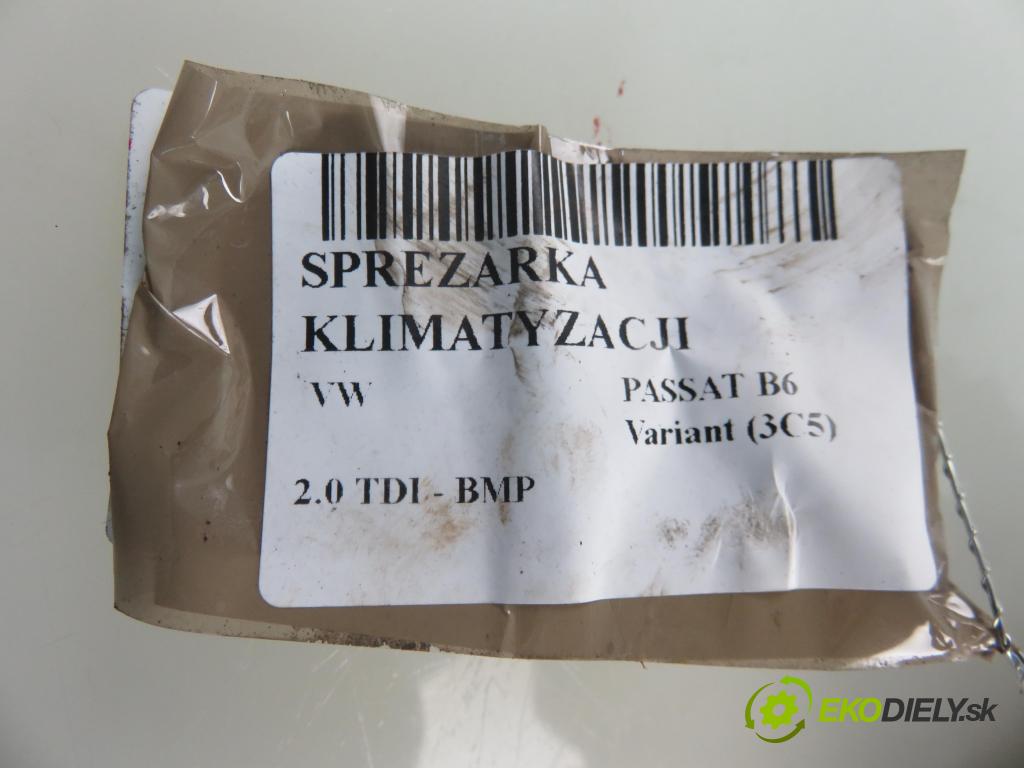 SPREZARKA
KLIMATYZACJI
VW
PASSAT B6
Variant (3C5)
2.0 TDI - BMP
EKODIELY.sk